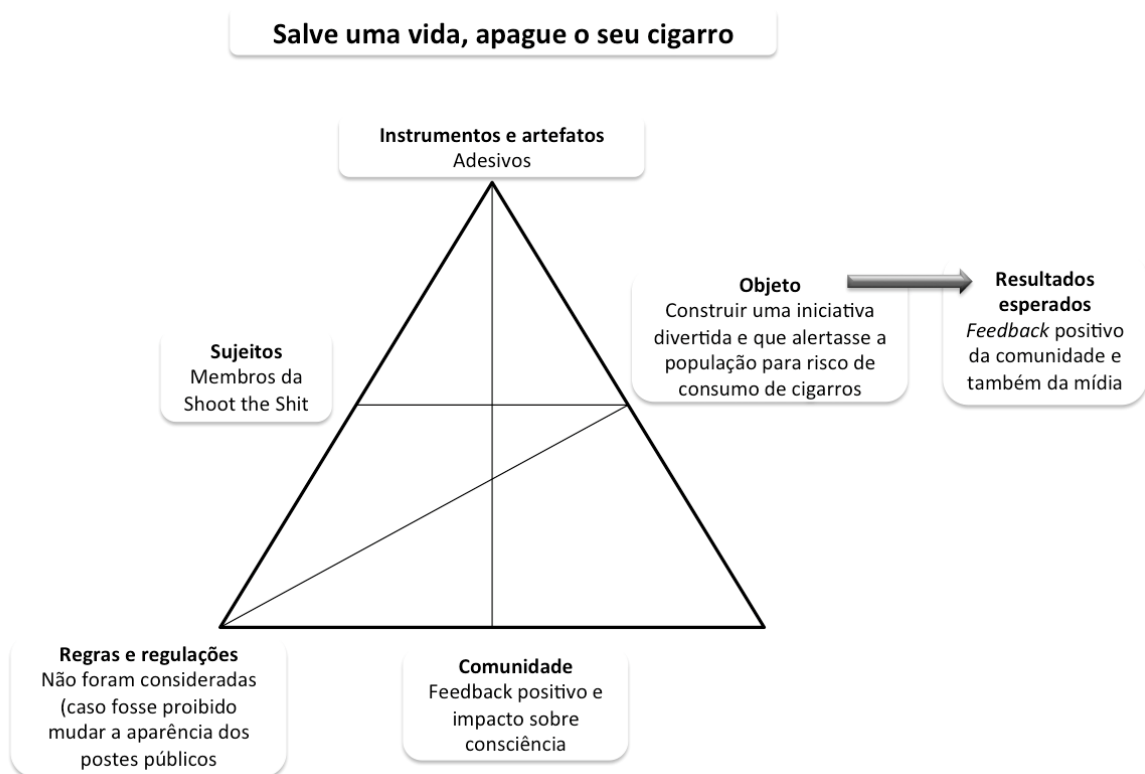 Salve uma vida, apague o seu cigarro
Instrumentos e artefatos
Adesivos
Objeto
Construir uma iniciativa
divertida e que alertasse a
população para risco de
consumo de cigarros
Resultados
esperados
Feedback positivo
da comunidade e
também da mídia
Sujeitos
Membros da
Shoot the Shit
Regras e regulações
Não foram consideradas
(caso fosse proibido
mudar a aparência dos
postes públicos
Comunidade
Feedback positivo e
impacto sobre
consciência